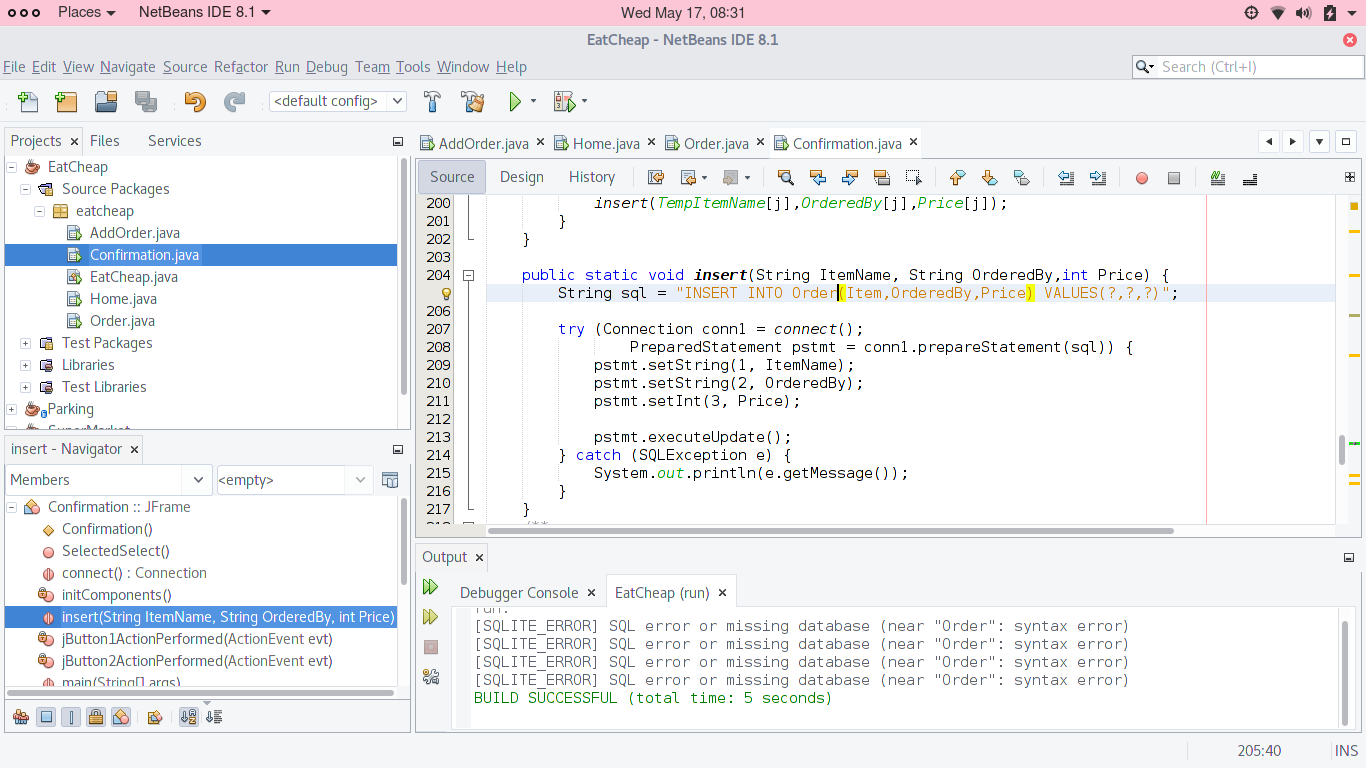 Places
NetBeans IDE 8.1
Wed May 17, 08:31
EatCheap - NetBeans IDE 8.1
File Edit View Navigate Source Refactor Run Debug Team Tools Window Help
Search (Ctrl+I)
<default config>
Projects
Files
Services
EatCheap
Source Packages
eatcheap
AddOrder.java
Confirmation.java
EatCheap.java
Home.java
Order.java
Test Packages
Libraries
Test Libraries
Parking
SuperMarket
insert - Navigator
Members
<empty>
Confirmation :: JFrame
Confirmation()
SelectedSelect()
connect() : Connection
initComponents()
insert(String ItemName, String OrderedBy, int Price)
jButton1ActionPerformed(ActionEvent evt)
jButton2ActionPerformed(ActionEvent evt)
main(String[] args)
AddOrder.java
Home.java
Order.java
Confirmation.java
Source
Design
History
200 insert(TempItemName[j],OrderedBy[j],Price[j]);
201 }
202 }
203
204 public static void insert(String ItemName, String OrderedBy,int Price) {
String sql = "INSERT INTO Order(Item,OrderedBy,Price) VALUES(?,?,?)";
206
207 try (Connection conn1 = connect();
208 PreparedStatement pstmt = conn1.prepareStatement(sql)) {
209 pstmt.setString(1, ItemName);
210 pstmt.setString(2, OrderedBy);
211 pstmt.setInt(3, Price);
212
213 pstmt.executeUpdate();
214 } catch (SQLException e) {
215 System.out.println(e.getMessage());
216 }
217 }
218 /**
Output
Debugger Console
EatCheap (run)
run:
[SQLITE_ERROR] SQL error or missing database (near "Order": syntax error)
[SQLITE_ERROR] SQL error or missing database (near "Order": syntax error)
[SQLITE_ERROR] SQL error or missing database (near "Order": syntax error)
[SQLITE_ERROR] SQL error or missing database (near "Order": syntax error)
BUILD SUCCESSFUL (total time: 5 seconds)
205:40
INS